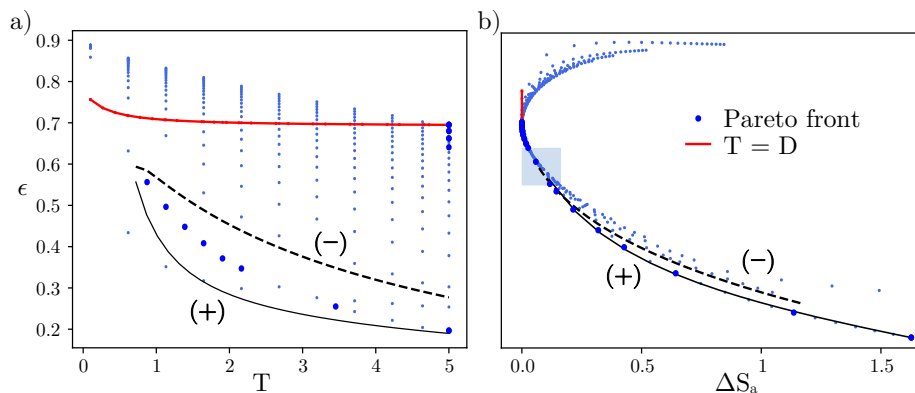 a)
b)
0.9
0.8
0.7
0.6
0.5
0.4
0.3
0.2
ϵ
(-)
(+)
0 1 2 3 4 5
T
Pareto front
T = D
(+)
(-)
0.0 0.5 1 1.5
ΔSₐ